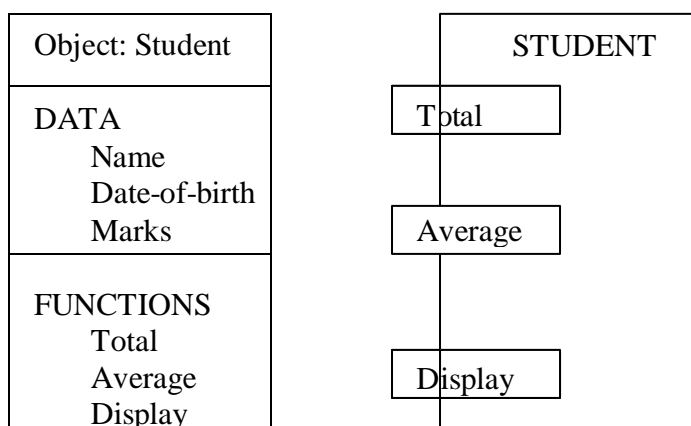 Object: Student
DATA
Name
Date-of-birth
Marks
FUNCTIONS
Total
Average
Display
STUDENT
Total
Average
Display